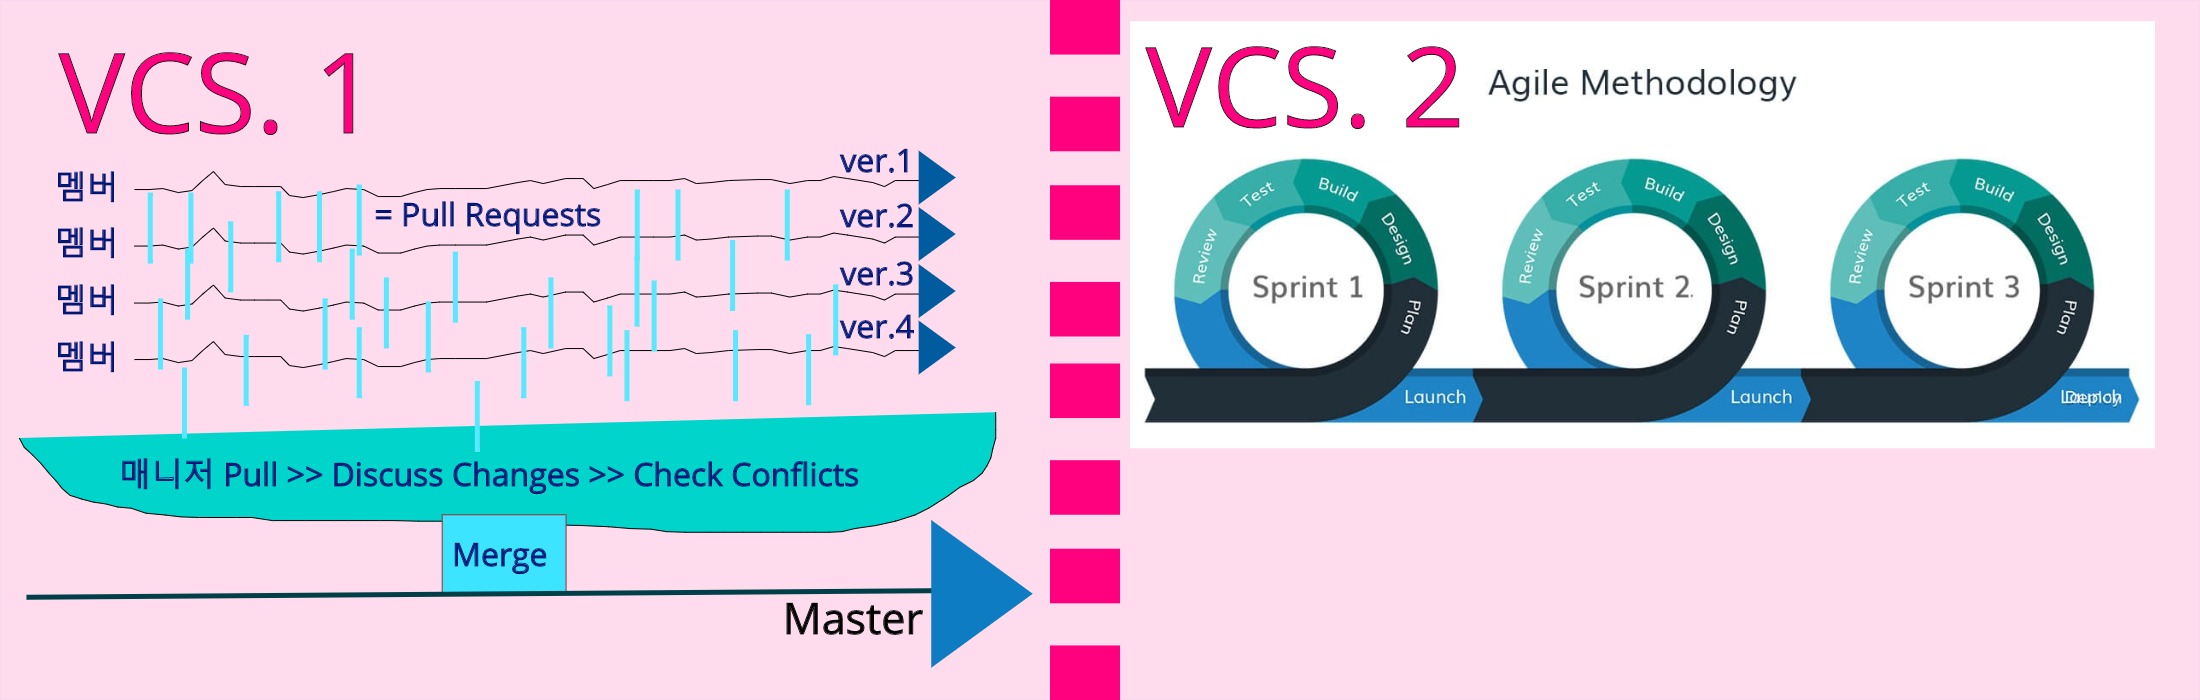 VCS. 1
멤버
ver.1
= Pull Requests
멤버
ver.2
멤버
ver.3
멤버
ver.4
매니저 Pull >> Discuss Changes >> Check Conflicts
Merge
Master
VCS. 2
Agile Methodology
Sprint 1
Plan
Design
Build
Test
Review
Launch
Sprint 2.
Plan
Design
Build
Test
Review
Launch
Sprint 3
Plan
Design
Build
Test
Review